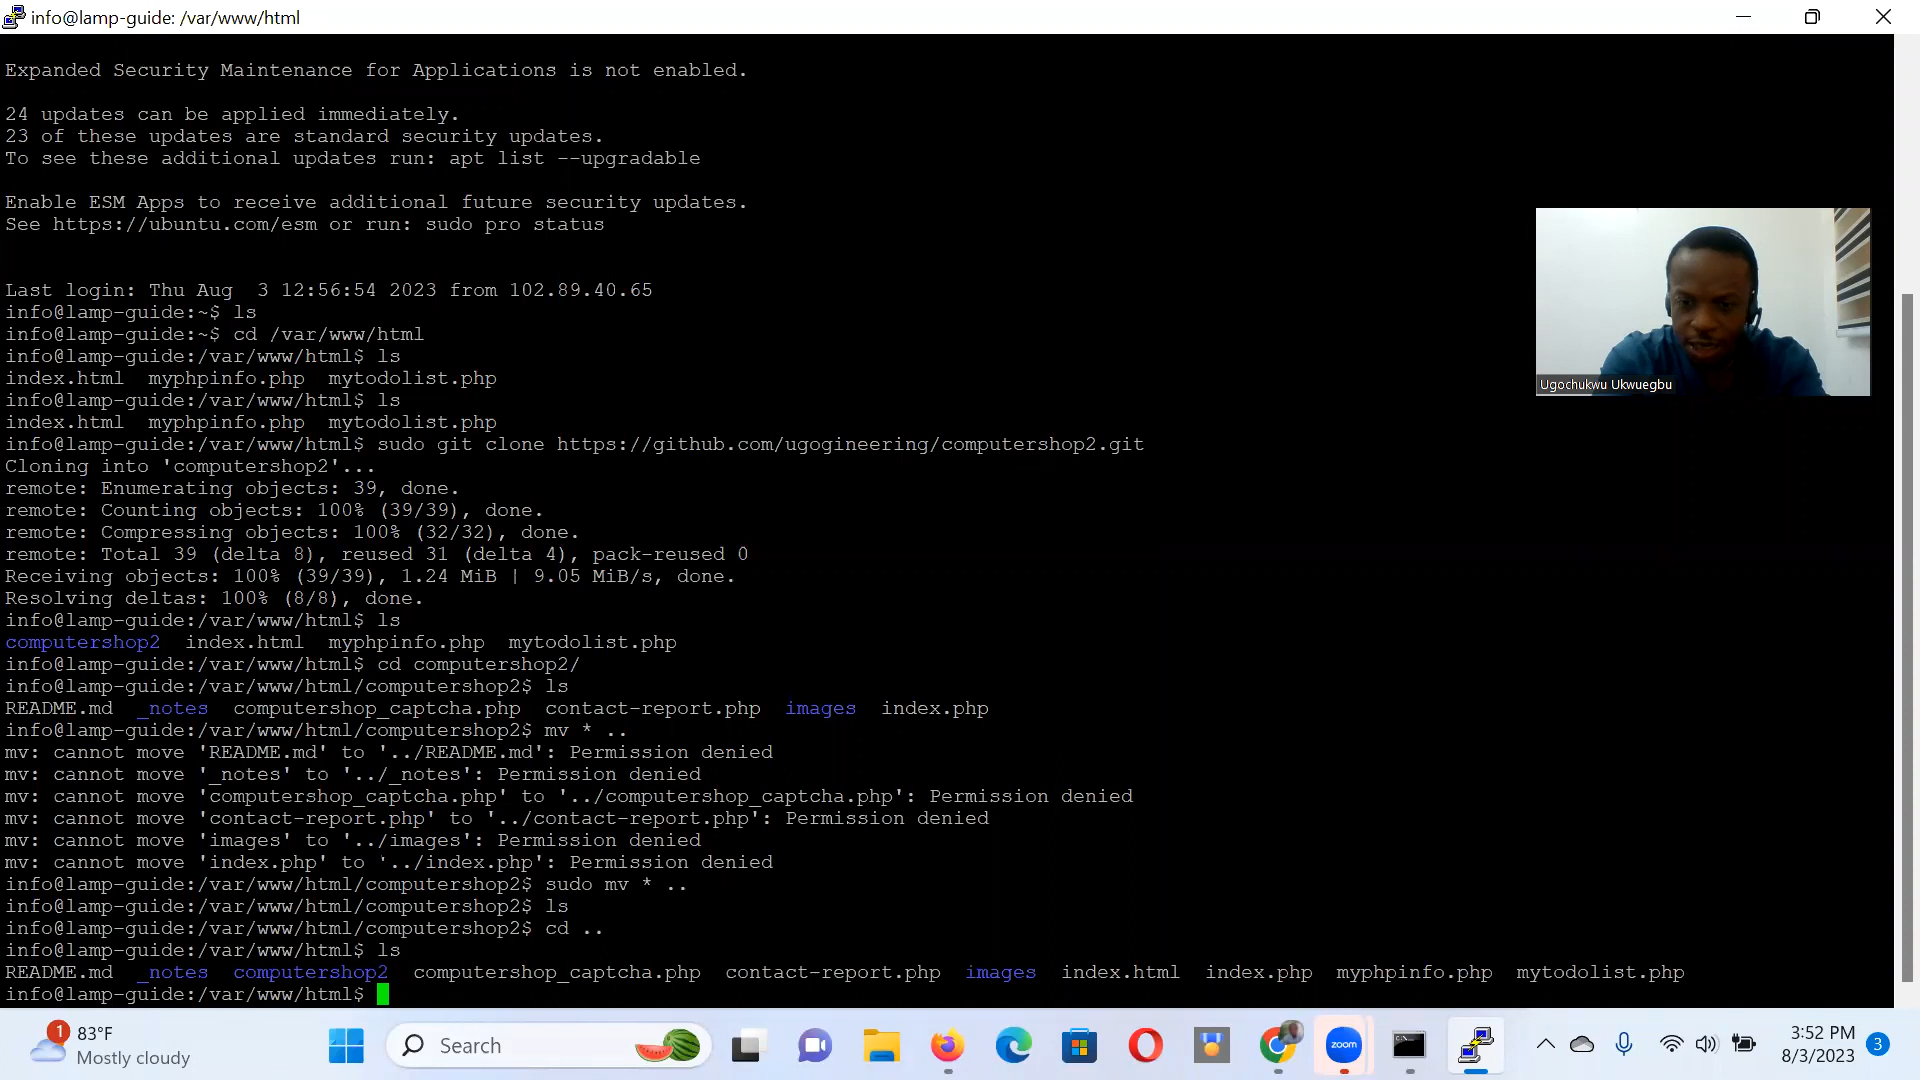 info@lamp-guide: /var/www/html
Expanded Security Maintenance for Applications is not enabled.
24 updates can be applied immediately.
23 of these updates are standard security updates.
To see these additional updates run: apt list --upgradable
Enable ESM Apps to receive additional future security updates.
See https://ubuntu.com/esm or run: sudo pro status
Last login: Thu Aug  3 12:56:54 2023 from 102.89.40.65
info@lamp-guide:~$ ls
info@lamp-guide:~$ cd /var/www/html
info@lamp-guide:/var/www/html$ ls
index.html  myphpinfo.php  mytodolist.php
info@lamp-guide:/var/www/html$ ls
index.html  myphpinfo.php  mytodolist.php
info@lamp-guide:/var/www/html$ sudo git clone https://github.com/ugogineering/computershop2.git
Cloning into 'computershop2'...
remote: Enumerating objects: 39, done.
remote: Counting objects: 100% (39/39), done.
remote: Compressing objects: 100% (32/32), done.
remote: Total 39 (delta 8), reused 31 (delta 4), pack-reused 0
Receiving objects: 100% (39/39), 1.24 MiB | 9.05 MiB/s, done.
Resolving deltas: 100% (8/8), done.
info@lamp-guide:/var/www/html$ ls
computershop2  index.html  myphpinfo.php  mytodolist.php
info@lamp-guide:/var/www/html$ cd computershop2/
info@lamp-guide:/var/www/html/computershop2$ ls
README.md  _notes  computershop_captcha.php  contact-report.php  images  index.php
info@lamp-guide:/var/www/html/computershop2$ mv * ..
mv: cannot move 'README.md' to '../README.md': Permission denied
mv: cannot move '_notes' to '../_notes': Permission denied
mv: cannot move 'computershop_captcha.php' to '../computershop_captcha.php': Permission denied
mv: cannot move 'contact-report.php' to '../contact-report.php': Permission denied
mv: cannot move 'images' to '../images': Permission denied
mv: cannot move 'index.php' to '../index.php': Permission denied
info@lamp-guide:/var/www/html/computershop2$ sudo mv * ..
info@lamp-guide:/var/www/html/computershop2$ ls
info@lamp-guide:/var/www/html/computershop2$ cd ..
info@lamp-guide:/var/www/html$ ls
README.md  _notes  computershop2  computershop_captcha.php  contact-report.php  images  index.html  index.php  myphpinfo.php  mytodolist.php
info@lamp-guide:/var/www/html$
Ugochukwu Ukwuegbu
1
83°F
Mostly cloudy
Search
zoom
3:52 PM
8/3/2023
3